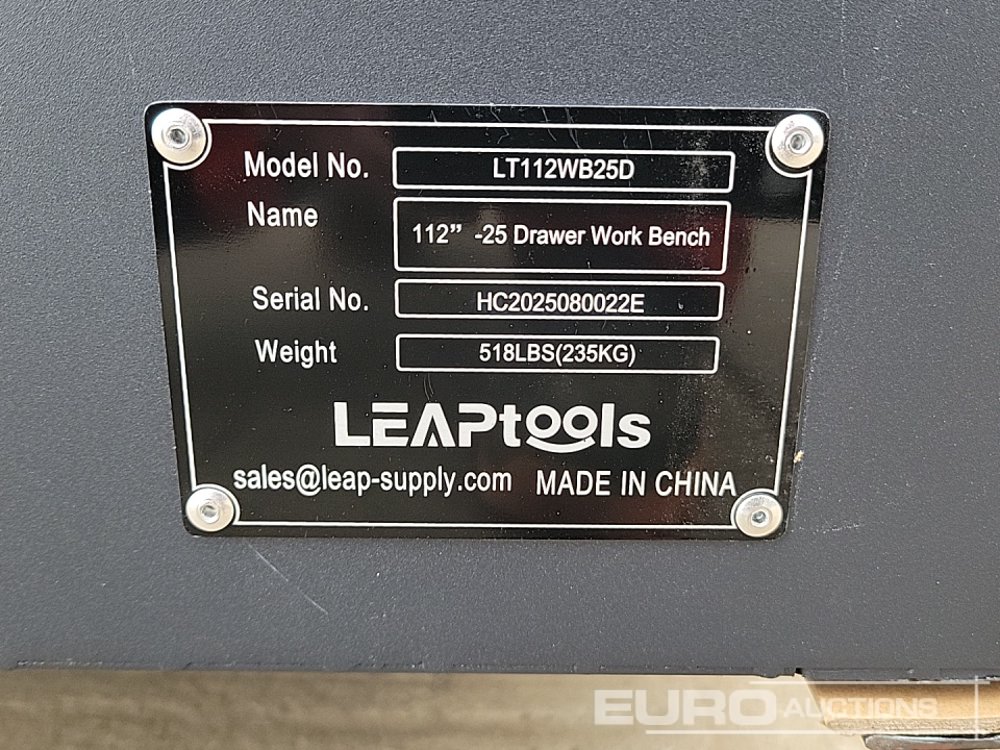 Model No. LT112WB25D
Name 112” -25 Drawer Work Bench
Serial No. HC2025080022E
Weight 518LBS(235KG)
LEAPtools
sales@leap-supply.com MADE IN CHINA
EURO AUCTIONS